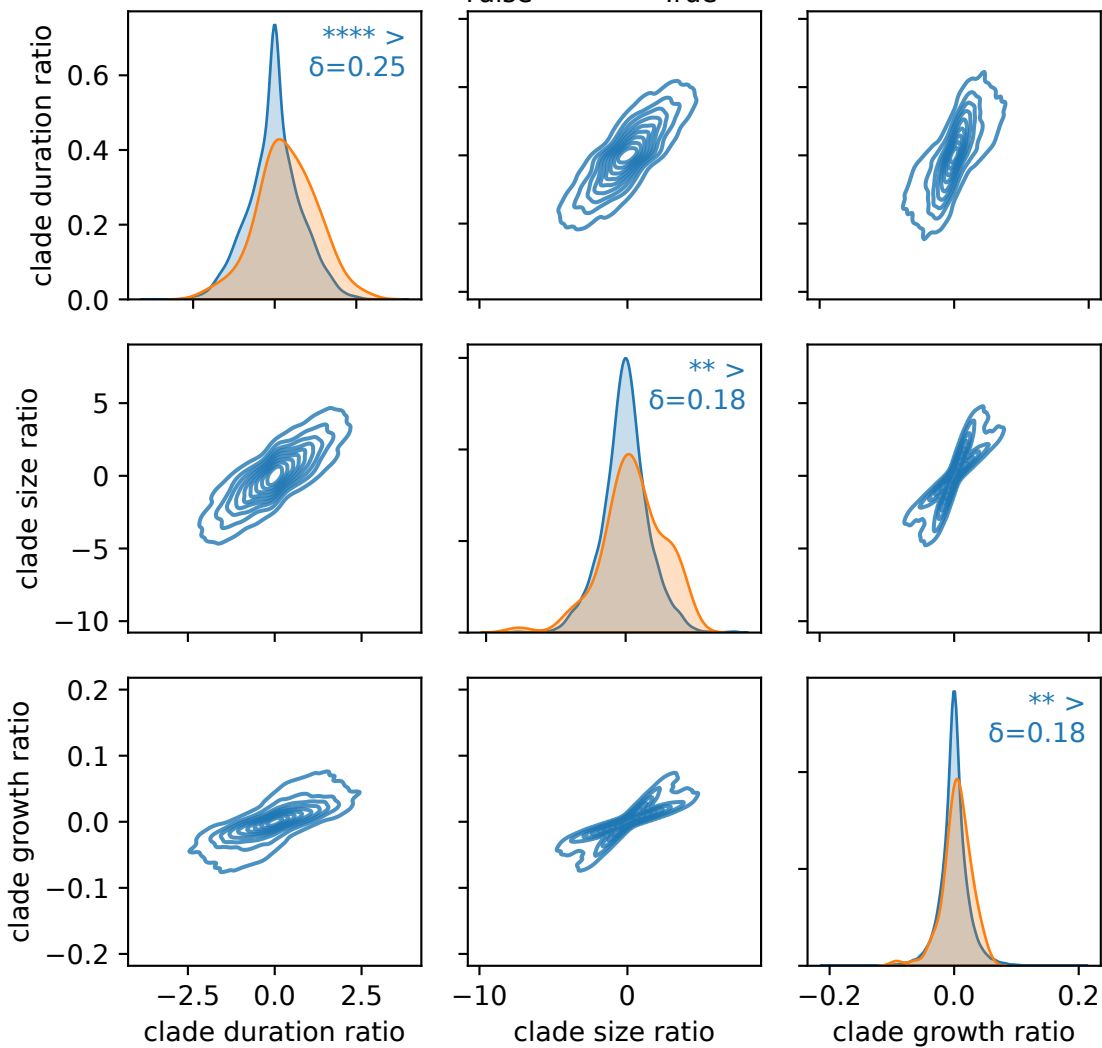 clade duration ratio
0.6
0.4
0.2
0.0
**** >
δ=0.25
clade size ratio
5
0
−5
−10
** >
δ=0.18
clade growth ratio
0.2
0.1
0.0
−0.1
−0.2
** >
δ=0.18
−2.5 0.0 2.5
−10 0
−0.2 0.0 0.2
clade duration ratio
clade size ratio
clade growth ratio